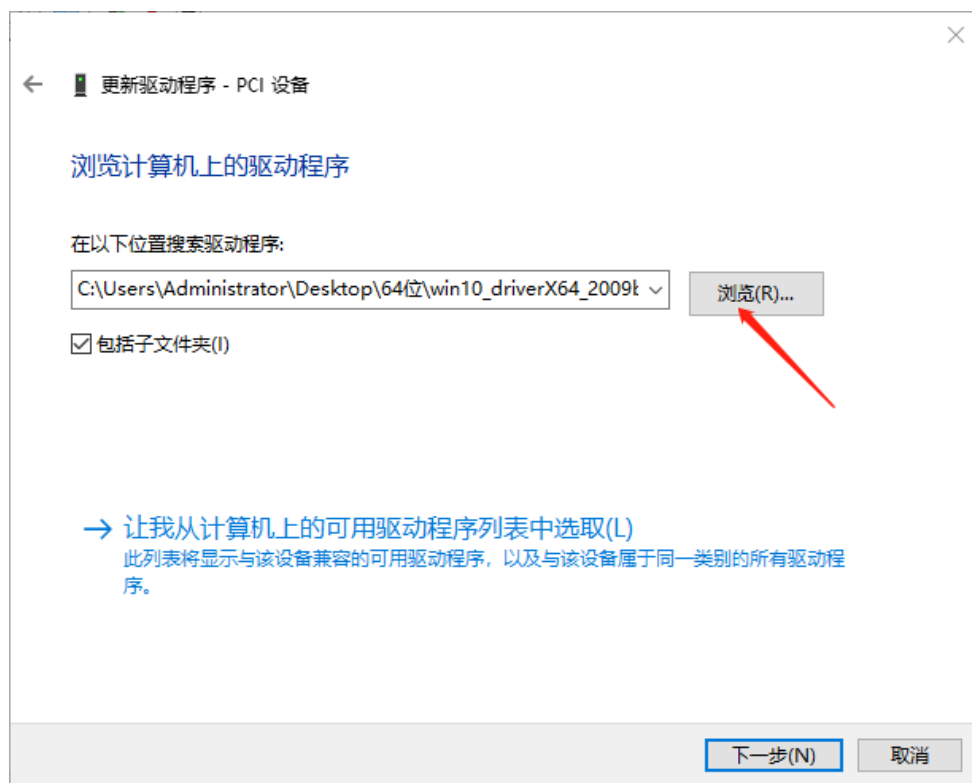 更新驱动程序 - PCI 设备
浏览计算机上的驱动程序
在以下位置搜索驱动程序:
C:\Users\Administrator\Desktop\64位\win10_driverX64_2009
浏览(R)...
包括子文件夹(I)
让我从计算机上的可用驱动程序列表中选取(L)
此列表将显示与该设备兼容的可用驱动程序，以及与该设备属于同一类别的所有驱动程
序。
下一步(N)
取消